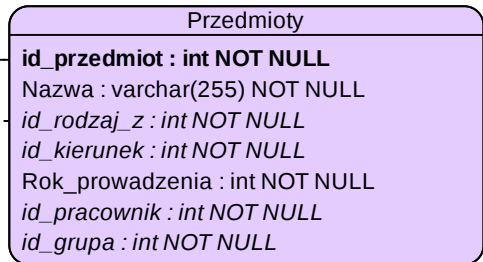 Przedmioty
id_przedmiot : int NOT NULL
Nazwa : varchar(255) NOT NULL
id_rodzaj_z : int NOT NULL
id_kierunek : int NOT NULL
Rok_prowadzenia : int NOT NULL
id_pracownik : int NOT NULL
id_grupa : int NOT NULL